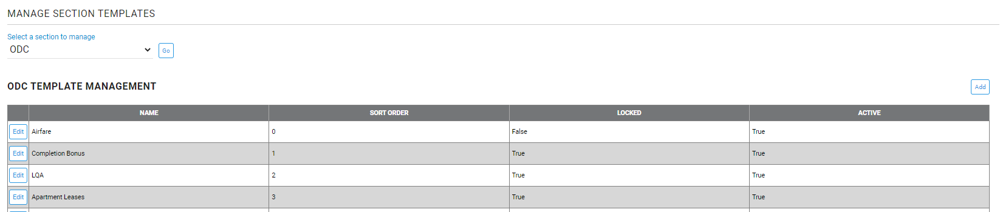 MANAGE SECTION TEMPLATES
Select a section to manage
ODC Go
ODC TEMPLATE MANAGEMENT Add
NAME SORT ORDER LOCKED ACTIVE
Edit Airfare 0 False True
Edit Completion Bonus 1 True True
Edit LQA 2 True True
Edit Apartment Leases 3 True True